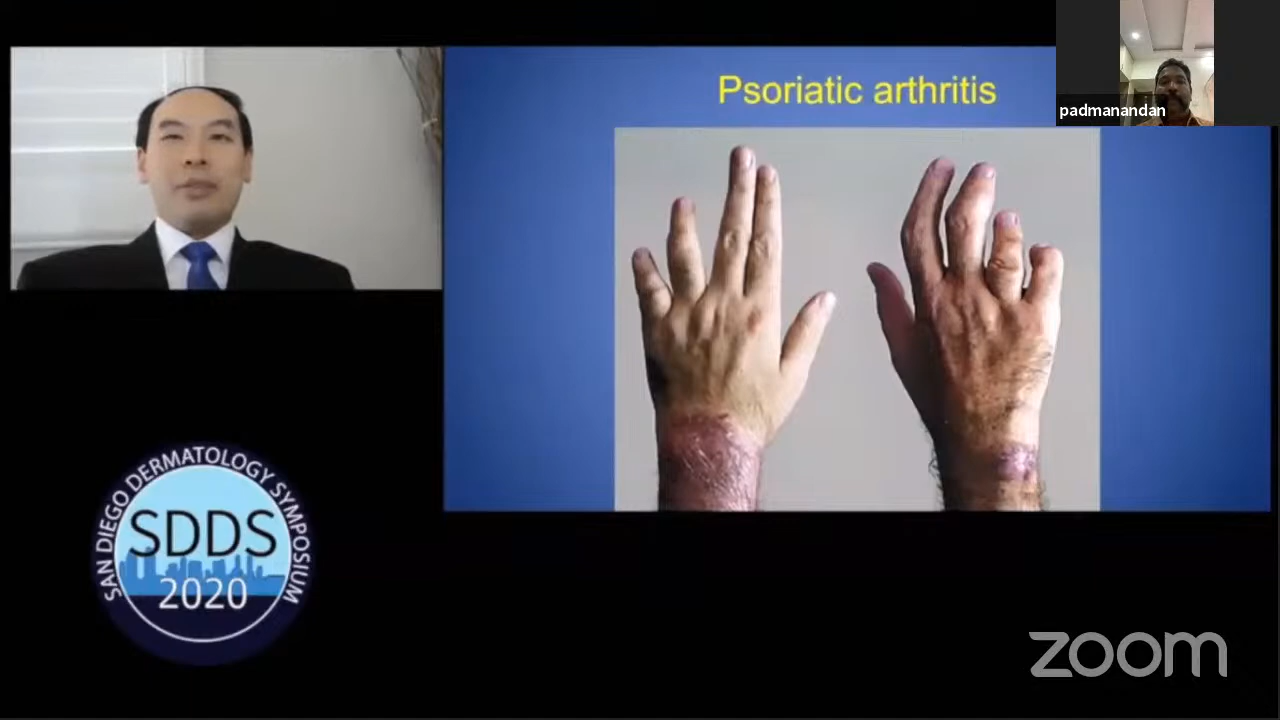 Psoriatic arthritis
padmanandan
SAN DIEGO DERMATOLOGY SYMPOSIUM
SDDS
2020
zoom